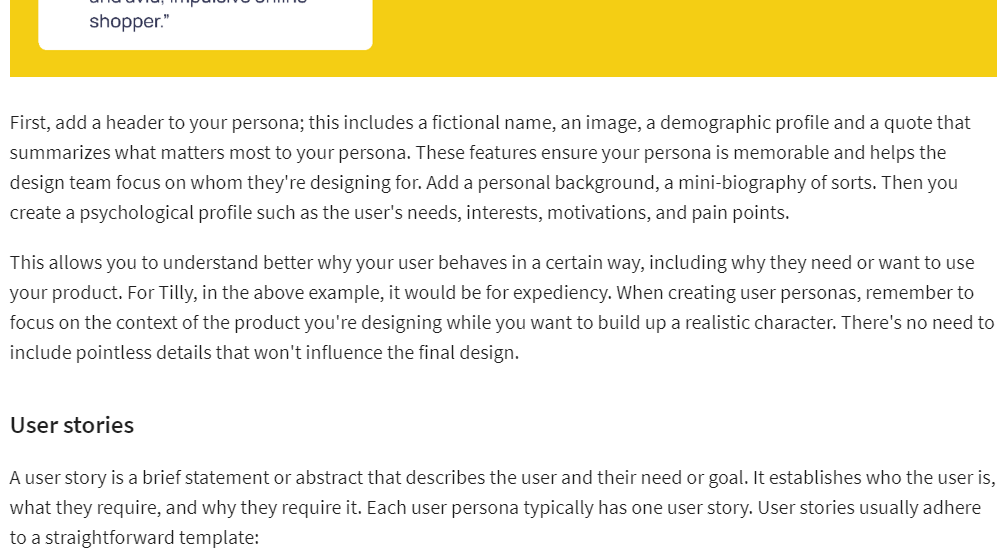 shopper."
First, add a header to your persona; this includes a fictional name, an image, a demographic profile and a quote that
summarizes what matters most to your persona. These features ensure your persona is memorable and helps the
design team focus on whom they're designing for. Add a personal background, a mini-biography of sorts. Then you
create a psychological profile such as the user's needs, interests, motivations, and pain points.
This allows you to understand better why your user behaves in a certain way, including why they need or want to use
your product. For Tilly, in the above example, it would be for expediency. When creating user personas, remember to
focus on the context of the product you're designing while you want to build up a realistic character. There's no need to
include pointless details that won't influence the final design.
User stories
A user story is a brief statement or abstract that describes the user and their need or goal. It establishes who the user is,
what they require, and why they require it. Each user persona typically has one user story. User stories usually adhere
to a straightforward template: